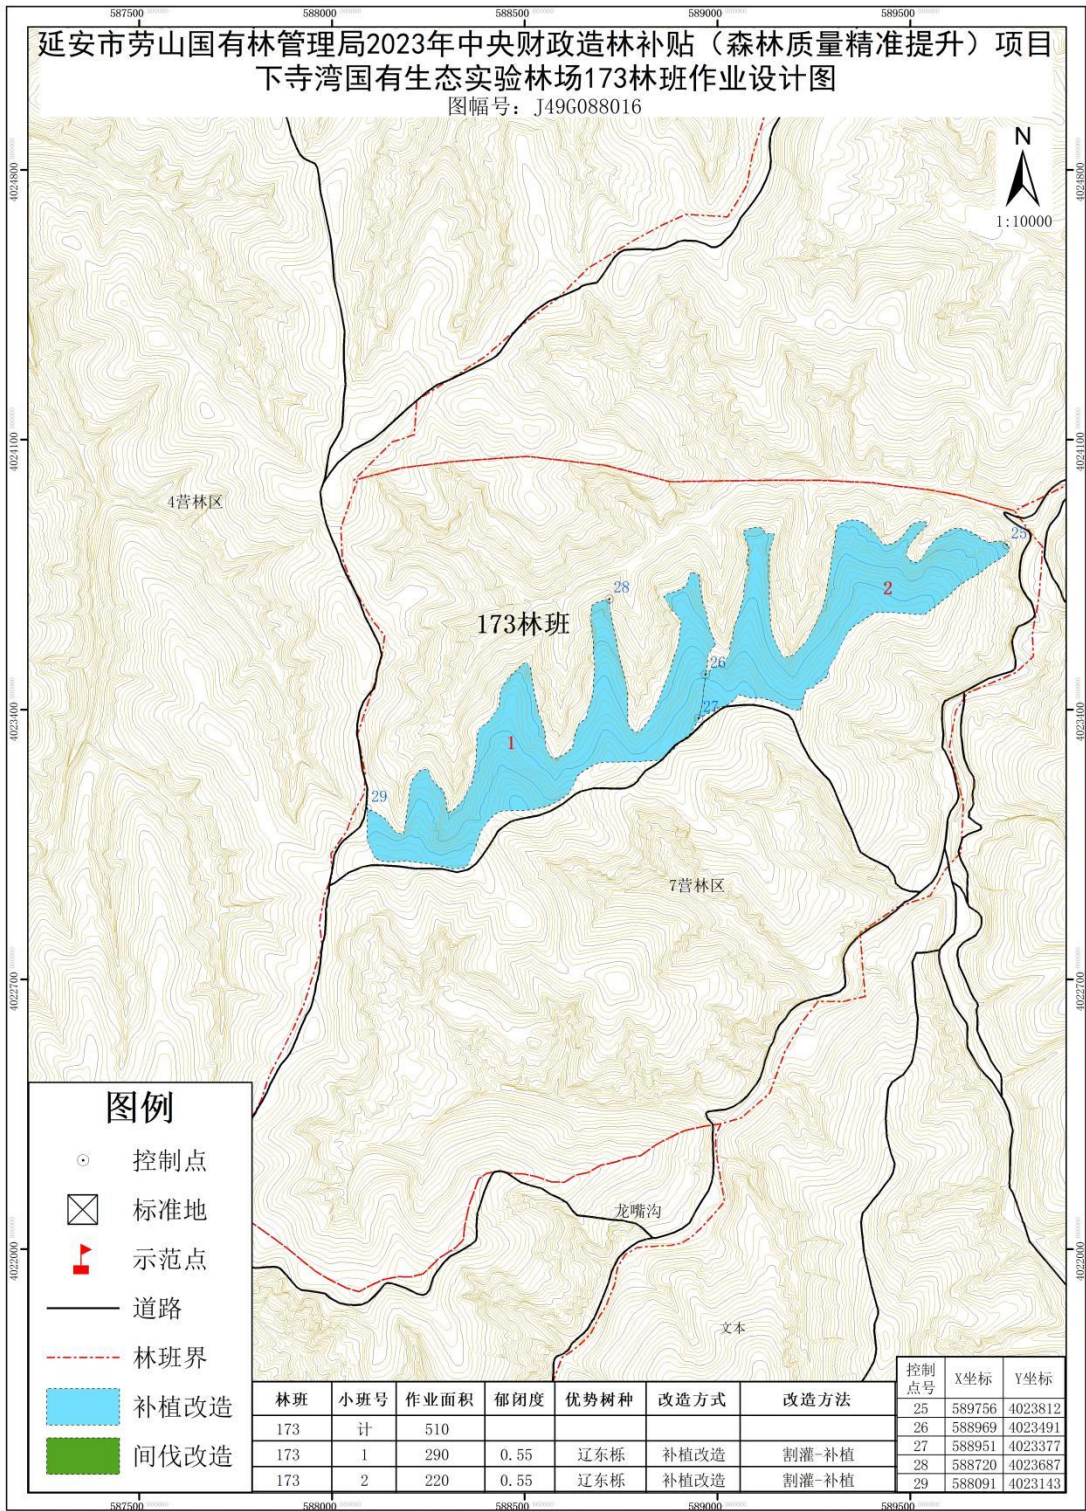 587500 588000 588500 589000 589500
延安市劳山国有林管理局2023年中央财政造林补贴（森林质量精准提升）项目
下寺湾国有生态实验林场173林班作业设计图
图幅号：J49G088016
N
1:10000
4024800 4024800
4024100 4024100
4营林区
25
2
28
173林班
26
27
4023400 4023400
1
29
7营林区
4022700 4022700
龙嘴沟
4022000 4022000
文本
图例
控制点
标准地
示范点
道路
林班界
补植改造
间伐改造
林班 小班号 作业面积 郁闭度 优势树种 改造方式 改造方法
173 计 510
173 1 290 0.55 辽东栎 补植改造 割灌-补植
173 2 220 0.55 辽东栎 补植改造 割灌-补植
控制点号 X坐标 Y坐标
25 589756 4023812
26 588969 4023491
27 588951 4023377
28 588720 4023687
29 588091 4023143
587500 588000 588500 589000 589500